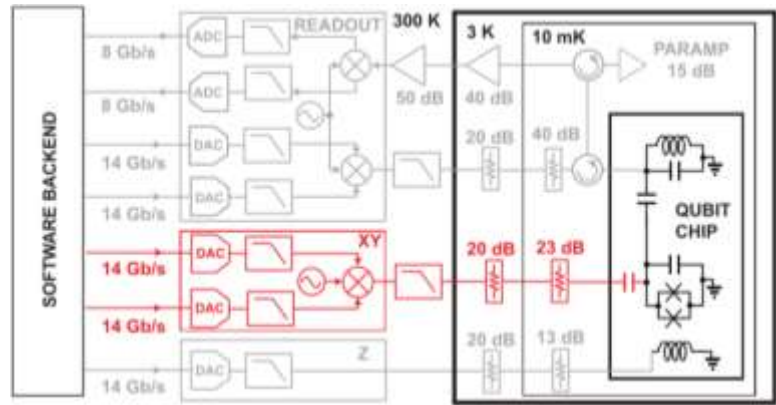 SOFTWARE BACKEND
8 Gb/s
8 Gb/s
14 Gb/s
14 Gb/s
14 Gb/s
14 Gb/s
14 Gb/s
READOUT
ADC
ADC
DAC
DAC
XY
DAC
DAC
Z
DAC
300 K
50 dB
3 K
40 dB
20 dB
20 dB
20 dB
10 mK
PARAMP
15 dB
40 dB
23 dB
13 dB
QUBIT
CHIP